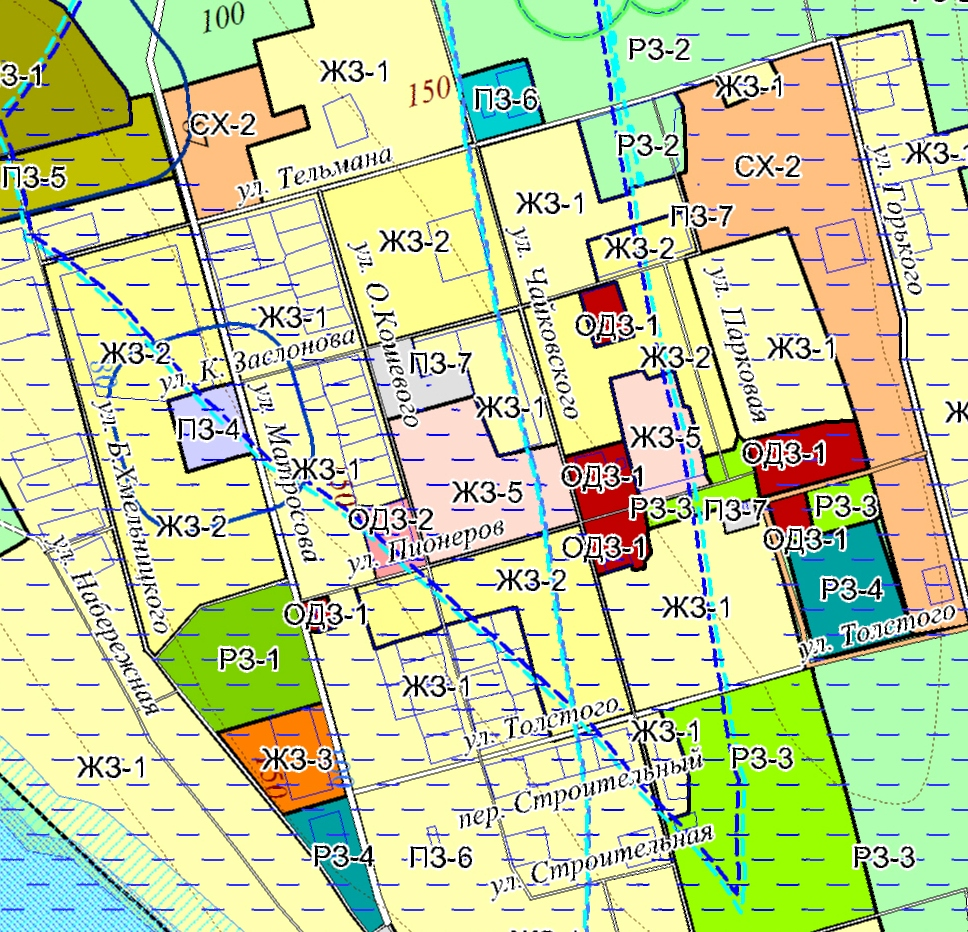 100
РЗ-2
З-1
ЖЗ-1
ЖЗ-1
150
ПЗ-6
СХ-2
РЗ-2
ЖЗ-1
СХ-2
ПЗ-5
ул. Тельмана
ул. Горького
ЖЗ-1
ПЗ-7
ЖЗ-2
ЖЗ-2
ул. О.Кошевого
ул. Чайковского
ул. Парковая
ЖЗ-1
ОДЗ-1
ЖЗ-2
ул. К. Заслонова
ПЗ-7
ЖЗ-2
ЖЗ-1
ЖЗ-1
ул. Б.Хмельницкого
ул. Матросова
ПЗ-4
ЖЗ-5
ОДЗ-1
ЖЗ-1
ОДЗ-1
ЖЗ-5
РЗ-3
ПЗ-7
РЗ-3
ОДЗ-2
ЖЗ-2
ул. Пионеров
ОДЗ-1
ОДЗ-1
ул. Набережная
ЖЗ-2
РЗ-4
ОДЗ-1
ЖЗ-1
ул. Толстого
РЗ-1
ЖЗ-1
ул. Толстого
ЖЗ-1
ЖЗ-3
РЗ-3
ЖЗ-1
150
пер. Строительный
РЗ-4
ПЗ-6
ул. Строительная
РЗ-3